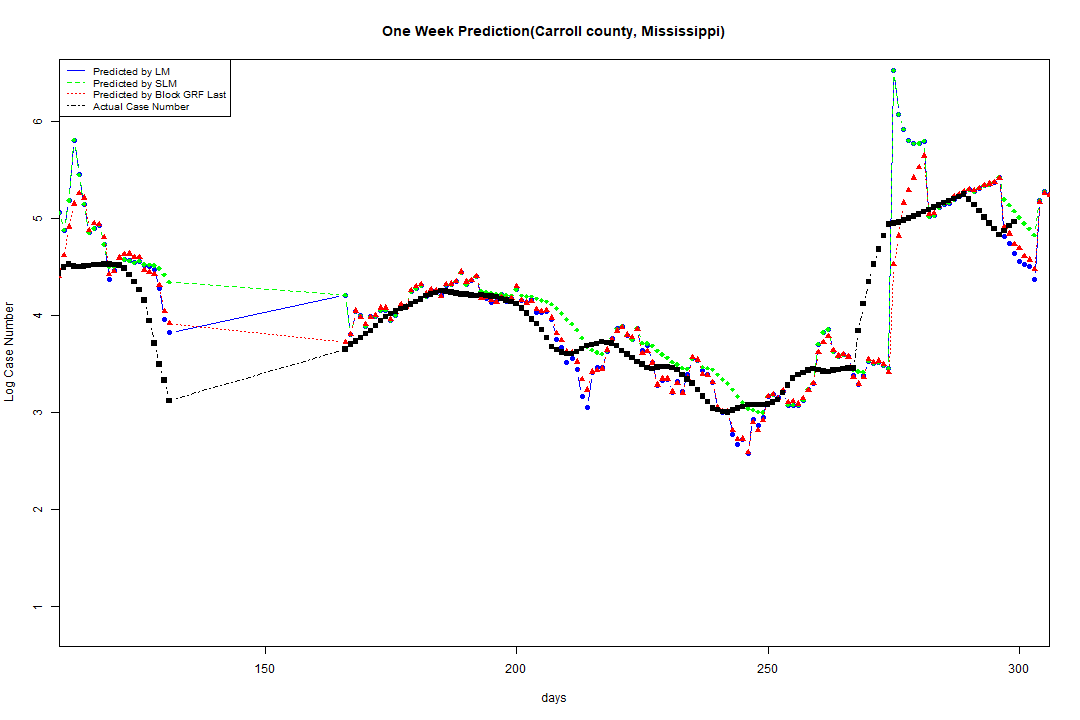 One Week Prediction(Carroll county, Mississippi)
Predicted by LM
Predicted by SLM
Predicted by Block GRF Last
Actual Case Number
Log Case Number
6
5
4
3
2
1
150
200
250
300
days